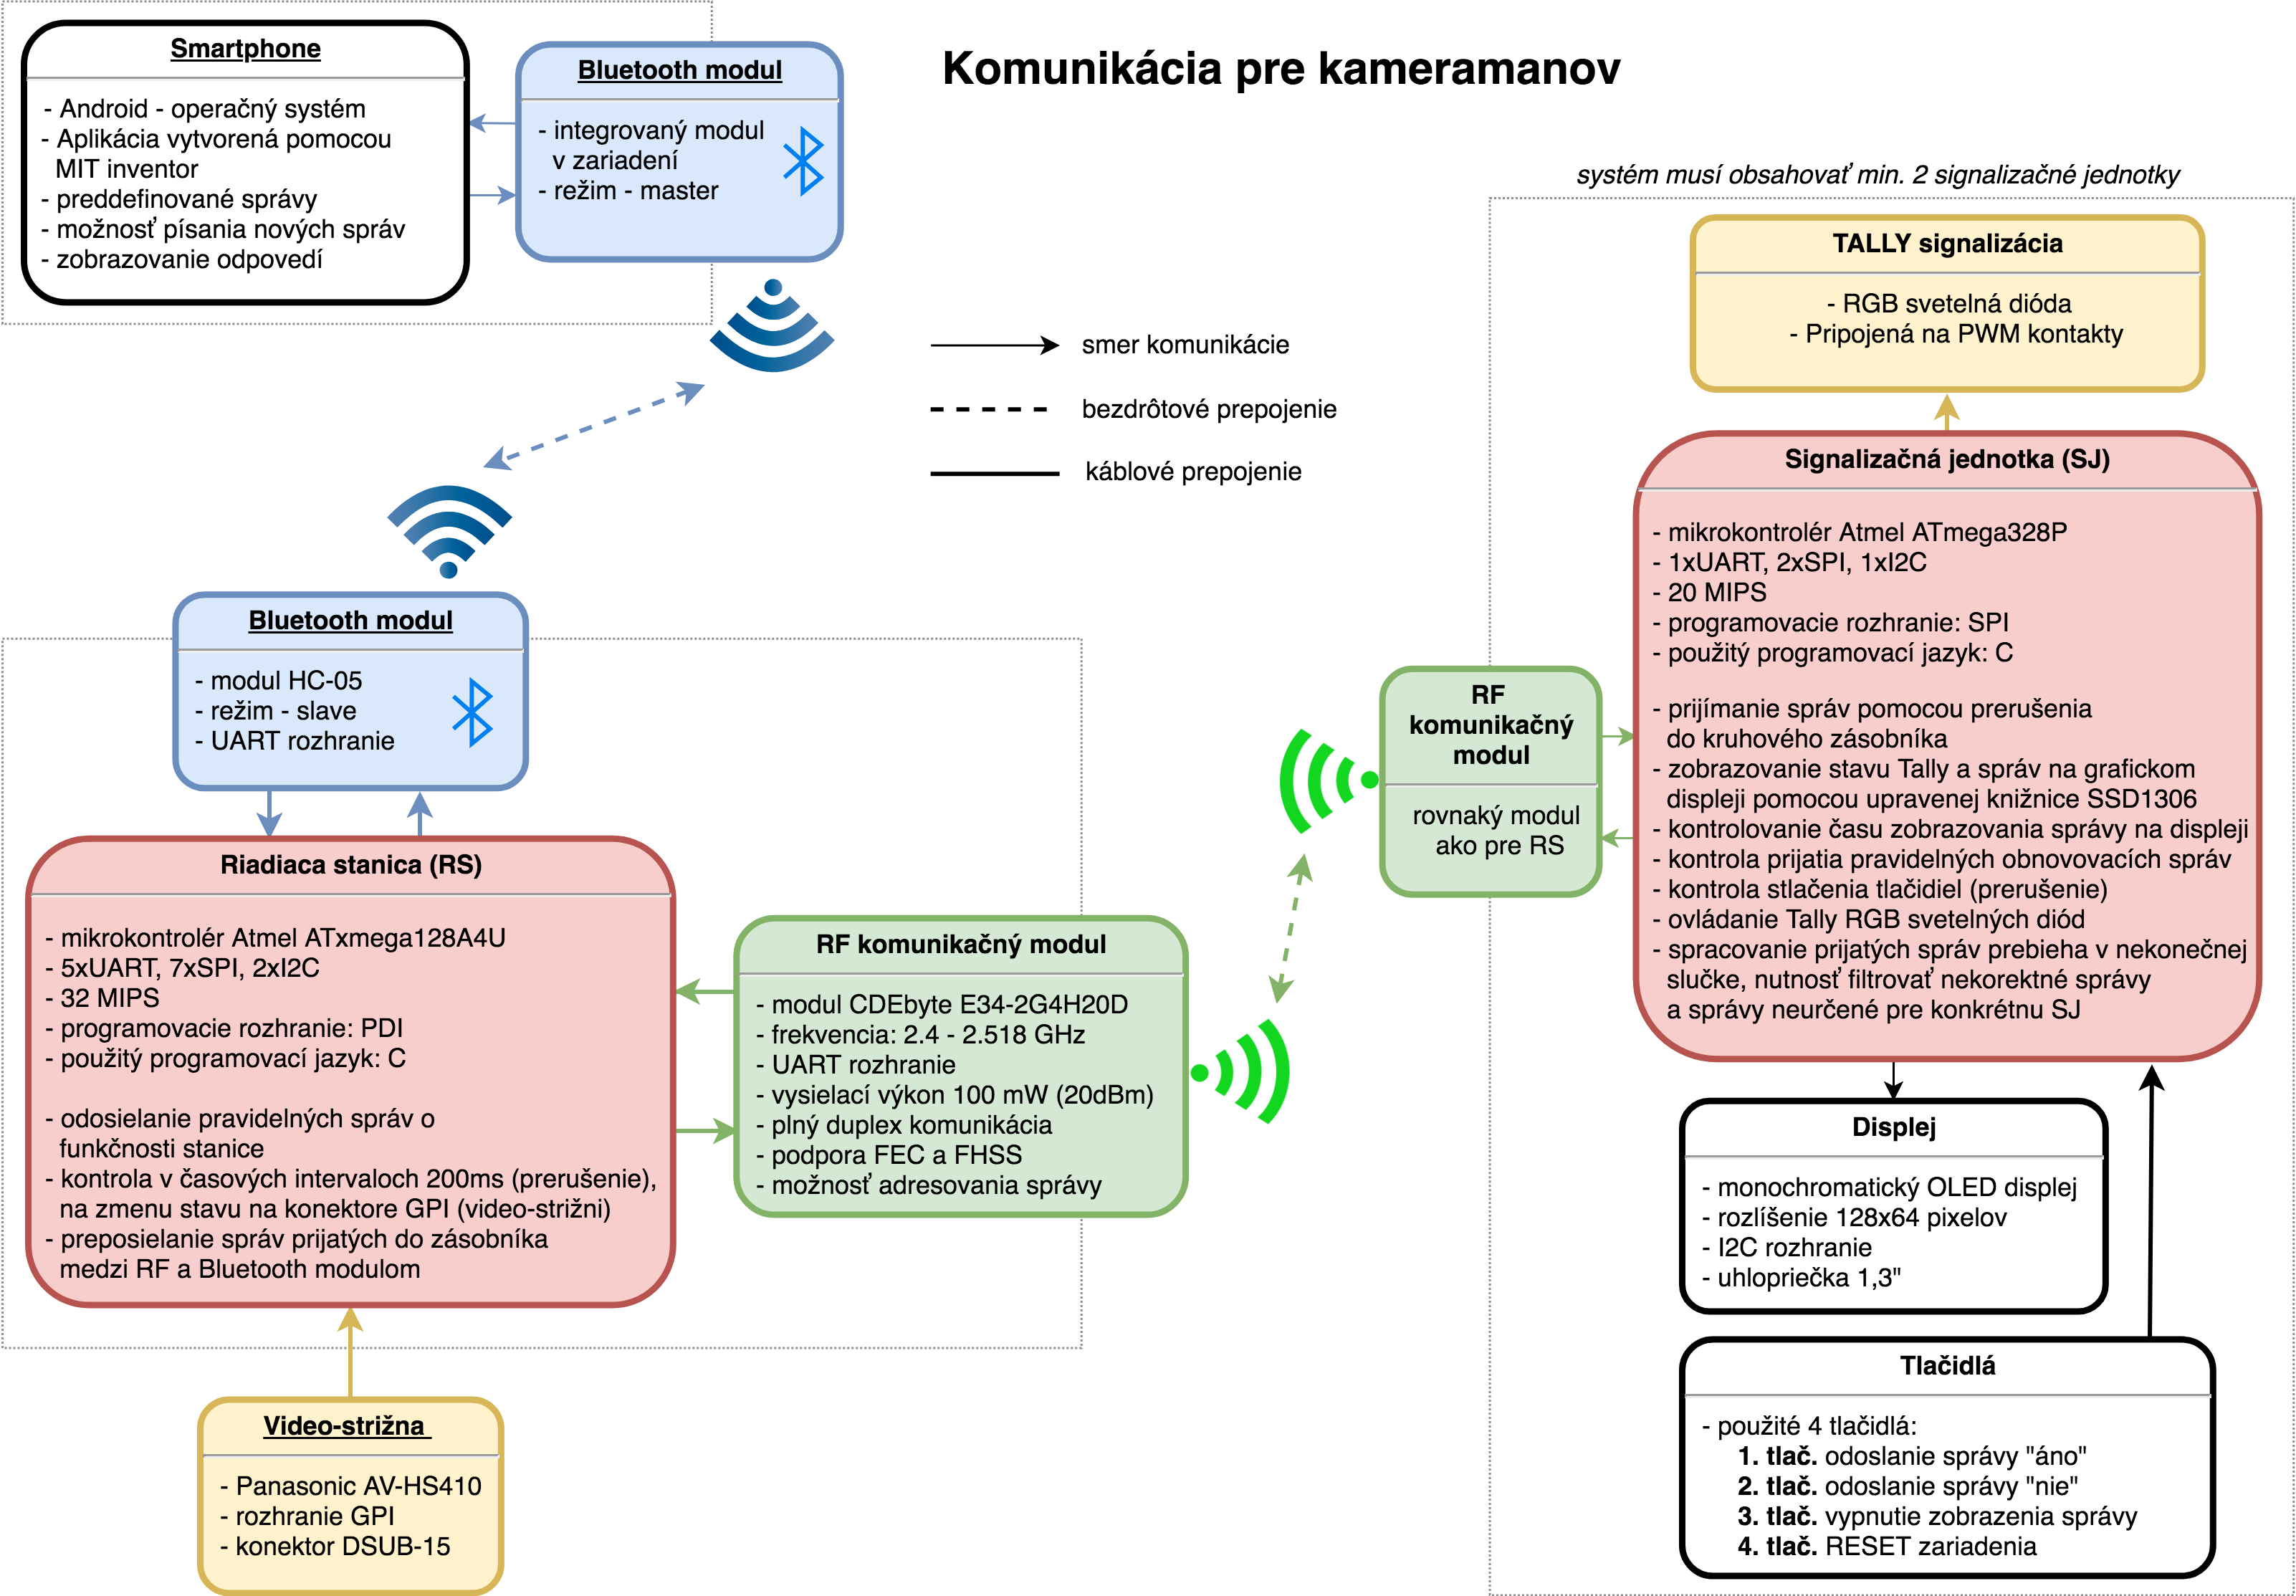 Komunikácia pre kameramanov
Smartphone
- Android - operačný systém
- Aplikácia vytvorená pomocou
MIT inventor
- preddefinované správy
- možnosť písania nových správ
- zobrazovanie odpovedí
Bluetooth modul
- integrovaný modul
v zariadení
- režim - master
smer komunikácie
bezdrôtové prepojenie
káblové prepojenie
Bluetooth modul
- modul HC-05
- režim - slave
- UART rozhranie
Riadiaca stanica (RS)
- mikrokontrolér Atmel ATxmega128A4U
- 5xUART, 7xSPI, 2xI2C
- 32 MIPS
- programovacie rozhranie: PDI
- použitý programovací jazyk: C
- odosielanie pravidelných správ o
funkčnosti stanice
- kontrola v časových intervaloch 200ms (prerušenie),
na zmenu stavu na konektore GPI (video-strižni)
- preposielanie správ prijatých do zásobníka
medzi RF a Bluetooth modulom
Video-strižna
- Panasonic AV-HS410
- rozhranie GPI
- konektor DSUB-15
RF komunikačný modul
- modul CDEbyte E34-2G4H20D
- frekvencia: 2.4 - 2.518 GHz
- UART rozhranie
- vysielací výkon 100 mW (20dBm)
- plný duplex komunikácia
- podpora FEC a FHSS
- možnosť adresovania správy
RF
komunikačný
modul
rovnaký modul
ako pre RS
systém musí obsahovať min. 2 signalizačné jednotky
TALLY signalizácia
- RGB svetelná dióda
- Pripojená na PWM kontakty
Signalizačná jednotka (SJ)
- mikrokontrolér Atmel ATmega328P
- 1xUART, 2xSPI, 1xI2C
- 20 MIPS
- programovacie rozhranie: SPI
- použitý programovací jazyk: C
- prijímanie správ pomocou prerušenia
do kruhového zásobníka
- zobrazovanie stavu Tally a správ na grafickom
displeji pomocou upravenej knižnice SSD1306
- kontrolovanie času zobrazovania správy na displeji
- kontrola prijatia pravidelných obnovovacích správ
- kontrola stlačenia tlačidiel (prerušenie)
- ovládanie Tally RGB svetelných diód
- spracovanie prijatých správ prebieha v nekonečnej
slučke, nutnosť filtrovať nekorektné správy
a správy neurčené pre konkrétnu SJ
Displej
- monochromatický OLED displej
- rozlíšenie 128x64 pixelov
- I2C rozhranie
- uhlopriečka 1,3"
Tlačidlá
- použité 4 tlačidlá:
1. tlač. odoslanie správy "áno"
2. tlač. odoslanie správy "nie"
3. tlač. vypnutie zobrazenia správy
4. tlač. RESET zariadenia